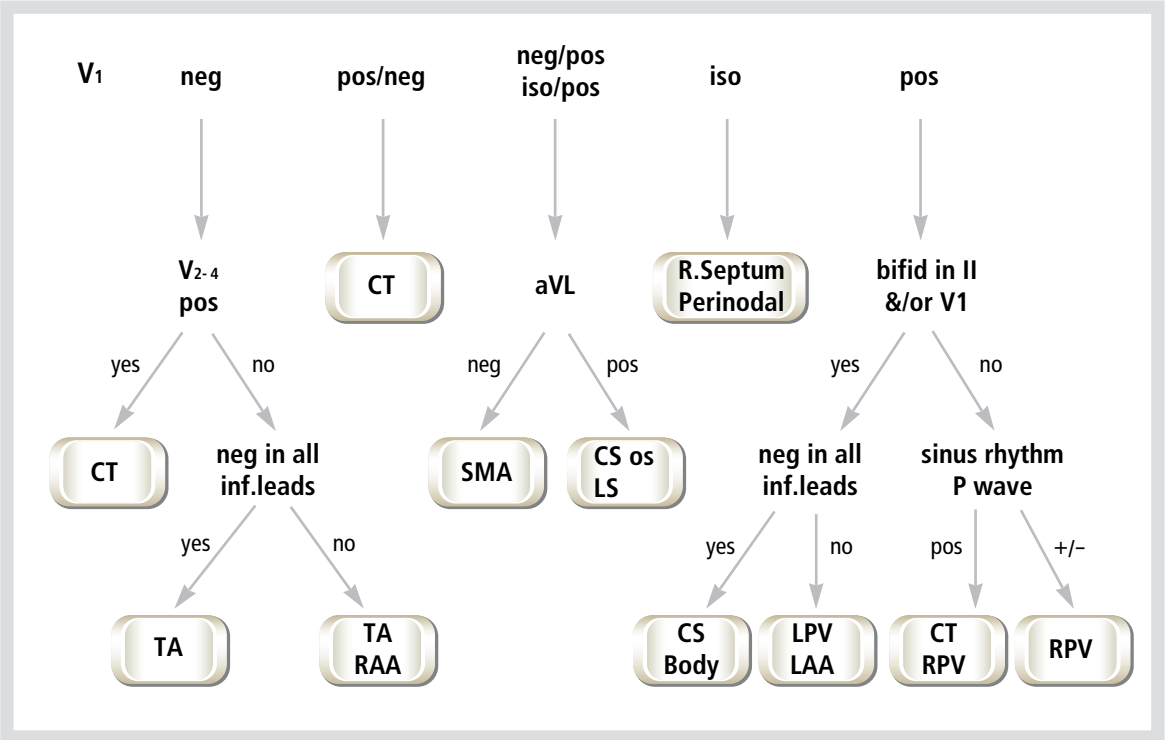 V1 neg pos/neg neg/pos iso pos
iso/pos
V2-4
pos
CT
aVL
R.Septum
Perinodal
bifid in II
&/or V1
yes no neg pos yes no
CT
neg in all
inf.leads
SMA
CS os
LS
neg in all
inf.leads
sinus rhythm
P wave
yes no yes no pos +/–
TA
TA
RAA
CS
Body
LPV
LAA
CT
RPV
RPV